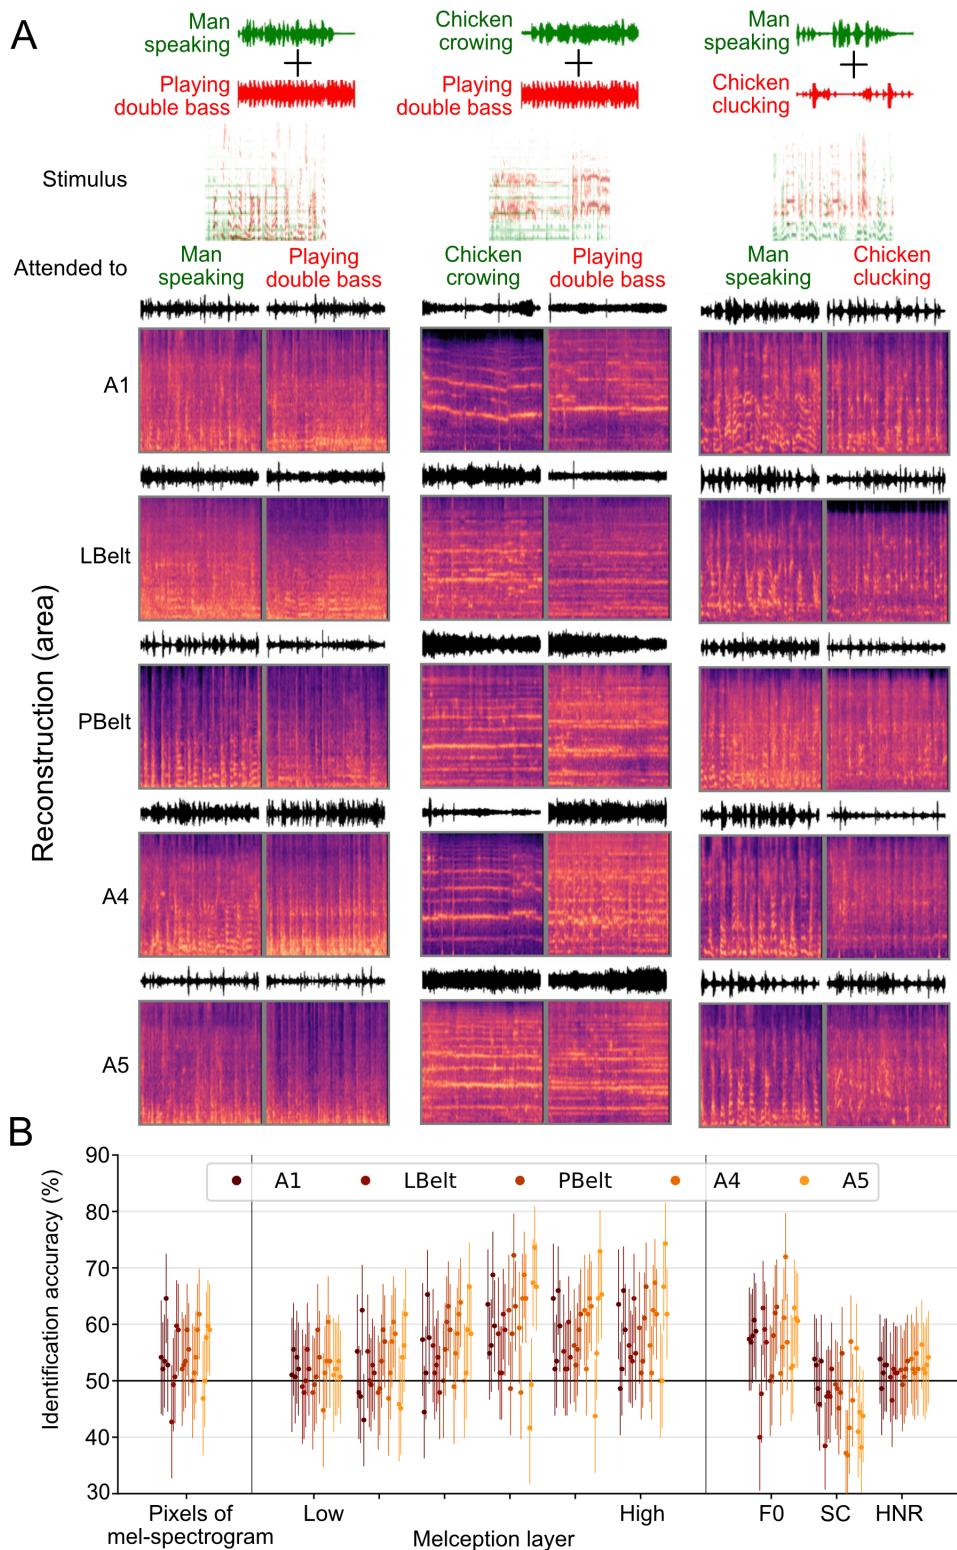 A
Man
speaking
Playing
double bass
Chicken
crowing
Playing
double bass
Man
speaking
Chicken
clucking
Stimulus
Attended to
Man
speaking
Playing
double bass
Chicken
crowing
Playing
double bass
Man
speaking
Chicken
clucking
Reconstruction (area)
A1
LBelt
PBelt
A4
A5
B
Identification accuracy (%)
90
80
70
60
50
40
30
A1 LBelt PBelt A4 A5
Pixels of
mel-spectrogram
Low High
Melception layer
F0 SC HNR